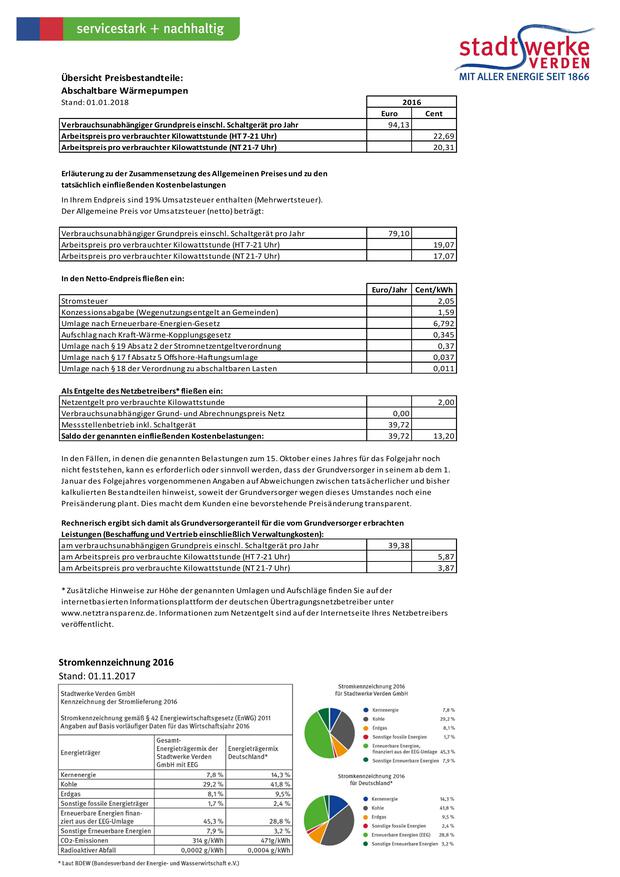 servicestark + nachhaltig
stadtwerke
VERDEN
MIT ALLER ENERGIE SEIT 1866
Übersicht Preisbestandteile:
Abschaltbare Wärmepumpen
Stand: 01.01.2018
2016
Euro Cent
Verbrauchsunabhängiger Grundpreis einschl. Schaltgerät pro Jahr 94,13
Arbeitspreis pro verbrauchter Kilowattstunde (HT 7-21 Uhr) 22,69
Arbeitspreis pro verbrauchter Kilowattstunde (NT 21-7 Uhr) 20,31
Erläuterung zu der Zusammensetzung des Allgemeinen Preises und zu den
tatsächlich einfließenden Kostenbelastungen
In Ihrem Endpreis sind 19% Umsatzsteuer enthalten (Mehrwertsteuer).
Der Allgemeine Preis vor Umsatzsteuer (netto) beträgt:
Verbrauchsunabhängiger Grundpreis einschl. Schaltgerät pro Jahr 79,10
Arbeitspreis pro verbrauchter Kilowattstunde (HT 7-21 Uhr) 19,07
Arbeitspreis pro verbrauchter Kilowattstunde (NT 21-7 Uhr) 17,07
In den Netto-Endpreis fließen ein:
Euro/Jahr Cent/kWh
Stromsteuer 2,05
Konzessionsabgabe (Wegenutzungsentgelt an Gemeinden) 1,59
Umlage nach Erneuerbare-Energien-Gesetz 6,792
Aufschlag nach Kraft-Wärme-Kopplungsgesetz 0,345
Umlage nach § 19 Absatz 2 der Stromnetzentgeltverordnung 0,37
Umlage nach § 17 f Absatz 5 Offshore-Haftungsumlage 0,037
Umlage nach § 18 der Verordnung zu abschaltbaren Lasten 0,011
Als Entgelte des Netzbetreibers* fließen ein:
Netzentgelt pro verbrauchte Kilowattstunde 2,00
Verbrauchsunabhängiger Grund- und Abrechnungspreis Netz 0,00
Messstellenbetrieb inkl. Schaltgerät 39,72
Saldo der genannten einfließenden Kostenbelastungen: 39,72 13,20
In den Fällen, in denen die genannten Belastungen zum 15. Oktober eines Jahres für das Folgejahr noch
nicht feststehen, kann es erforderlich oder sinnvoll werden, dass der Grundversorger in seinem ab dem 1.
Januar des Folgejahres vorgenommenen Angaben auf Abweichungen zwischen tatsächerlicher und bisher
kalkulierten Bestandteilen hinweist, soweit der Grundversorger wegen dieses Umstandes noch eine
Preisänderung plant. Dies macht dem Kunden eine bevorstehende Preisänderung transparent.
Rechnerisch ergibt sich damit als Grundversorgeranteil für die vom Grundversorger erbrachten
Leistungen (Beschaffung und Vertrieb einschließlich Verwaltungkosten):
am verbrauchsunabhängigen Grundpreis einschl. Schaltgerät pro Jahr 39,38
am Arbeitspreis pro verbrauchte Kilowattstunde (HT 7-21 Uhr) 5,87
am Arbeitspreis pro verbrauchte Kilowattstunde (NT 21-7 Uhr) 3,87
* Zusätzliche Hinweise zur Höhe der genannten Umlagen und Aufschläge finden Sie auf der
internetbasierten Informationsplattform der deutschen Übertragungsnetzbetreiber unter
www.netztransparenz.de. Informationen zum Netzentgelt sind auf der Internetseite Ihres Netzbetreibers
veröffentlicht.
Stromkennzeichnung 2016
Stand: 01.11.2017
Stadtwerke Verden GmbH
Kennzeichnung der Stromlieferung 2016
Stromkennzeichnung gemäß § 42 Energiewirtschaftsgesetz (EnWG) 2011
Angaben auf Basis vorläufiger Daten für das Wirtschaftsjahr 2016
Energieträger
Gesamt-
Energieträgermix der
Stadtwerke Verden
GmbH mit EEG
Energieträgermix
Deutschland*
Kernenergie 7,8 % 14,3 %
Kohle 29,2 % 41,8 %
Erdgas 8,1 % 9,5%
Sonstige fossile Energieträger 1,7 % 2,4 %
Erneuerbare Energien finan-
ziert aus der EEG-Umlage 45,3 % 28,8 %
Sonstige Erneuerbare Energien 7,9 % 3,2 %
CO2-Emissionen 314 g/kWh 471g/kWh
Radioaktiver Abfall 0,0002 g/kWh 0,0004 g/kWh
* Laut BDEW (Bundesverband der Energie- und Wasserwirtschaft e.V.)
Stromkennzeichnung 2016
für Stadtwerke Verden GmbH
Kernenergie 7,8 %
Kohle 29,2 %
Erdgas 8,1 %
Sonstige fossile Energien 1,7 %
Erneuerbare Energien,
finanziert aus der EEG-Umlage 45,3 %
Sonstige Erneuerbare Energien 7,9 %
Stromkennzeichnung 2016
für Deutschland*
Kernenergie 14,3 %
Kohle 41,8 %
Erdgas 9,5 %
Sonstige fossile Energien 2,4 %
Erneuerbare Energien (EEG) 28,8 %
Sonstige Erneuerbare Energien 3,2 %